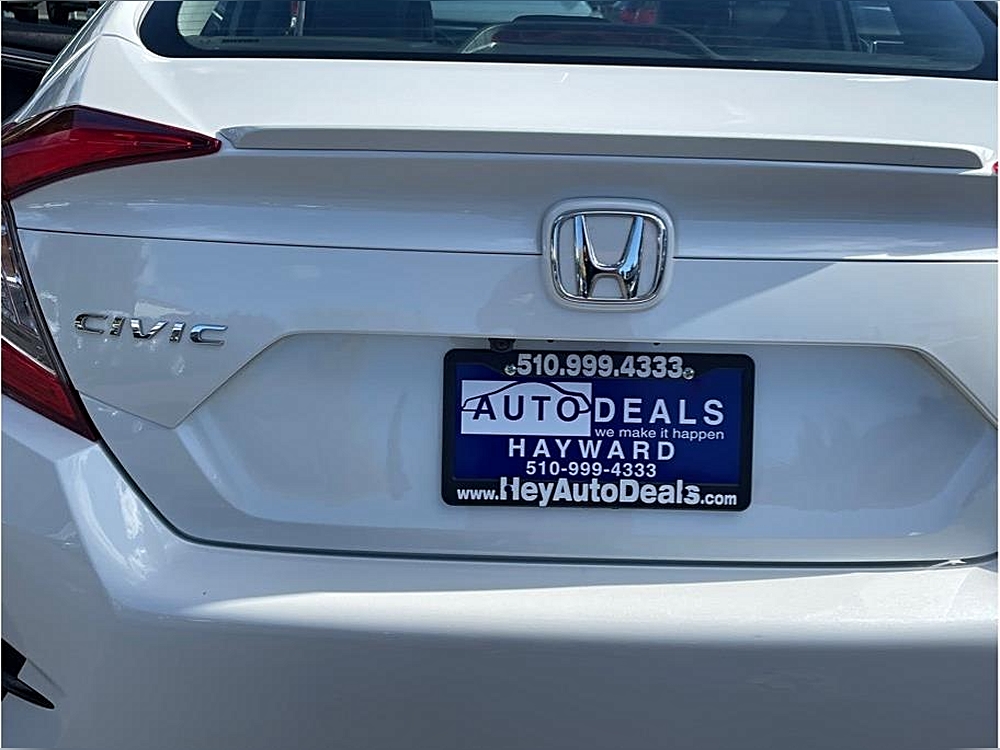 CIVIC
510.999.4333
AUTO DEALS
we make it happen
HAYWARD
510-999-4333
www.HeyAutoDeals.com